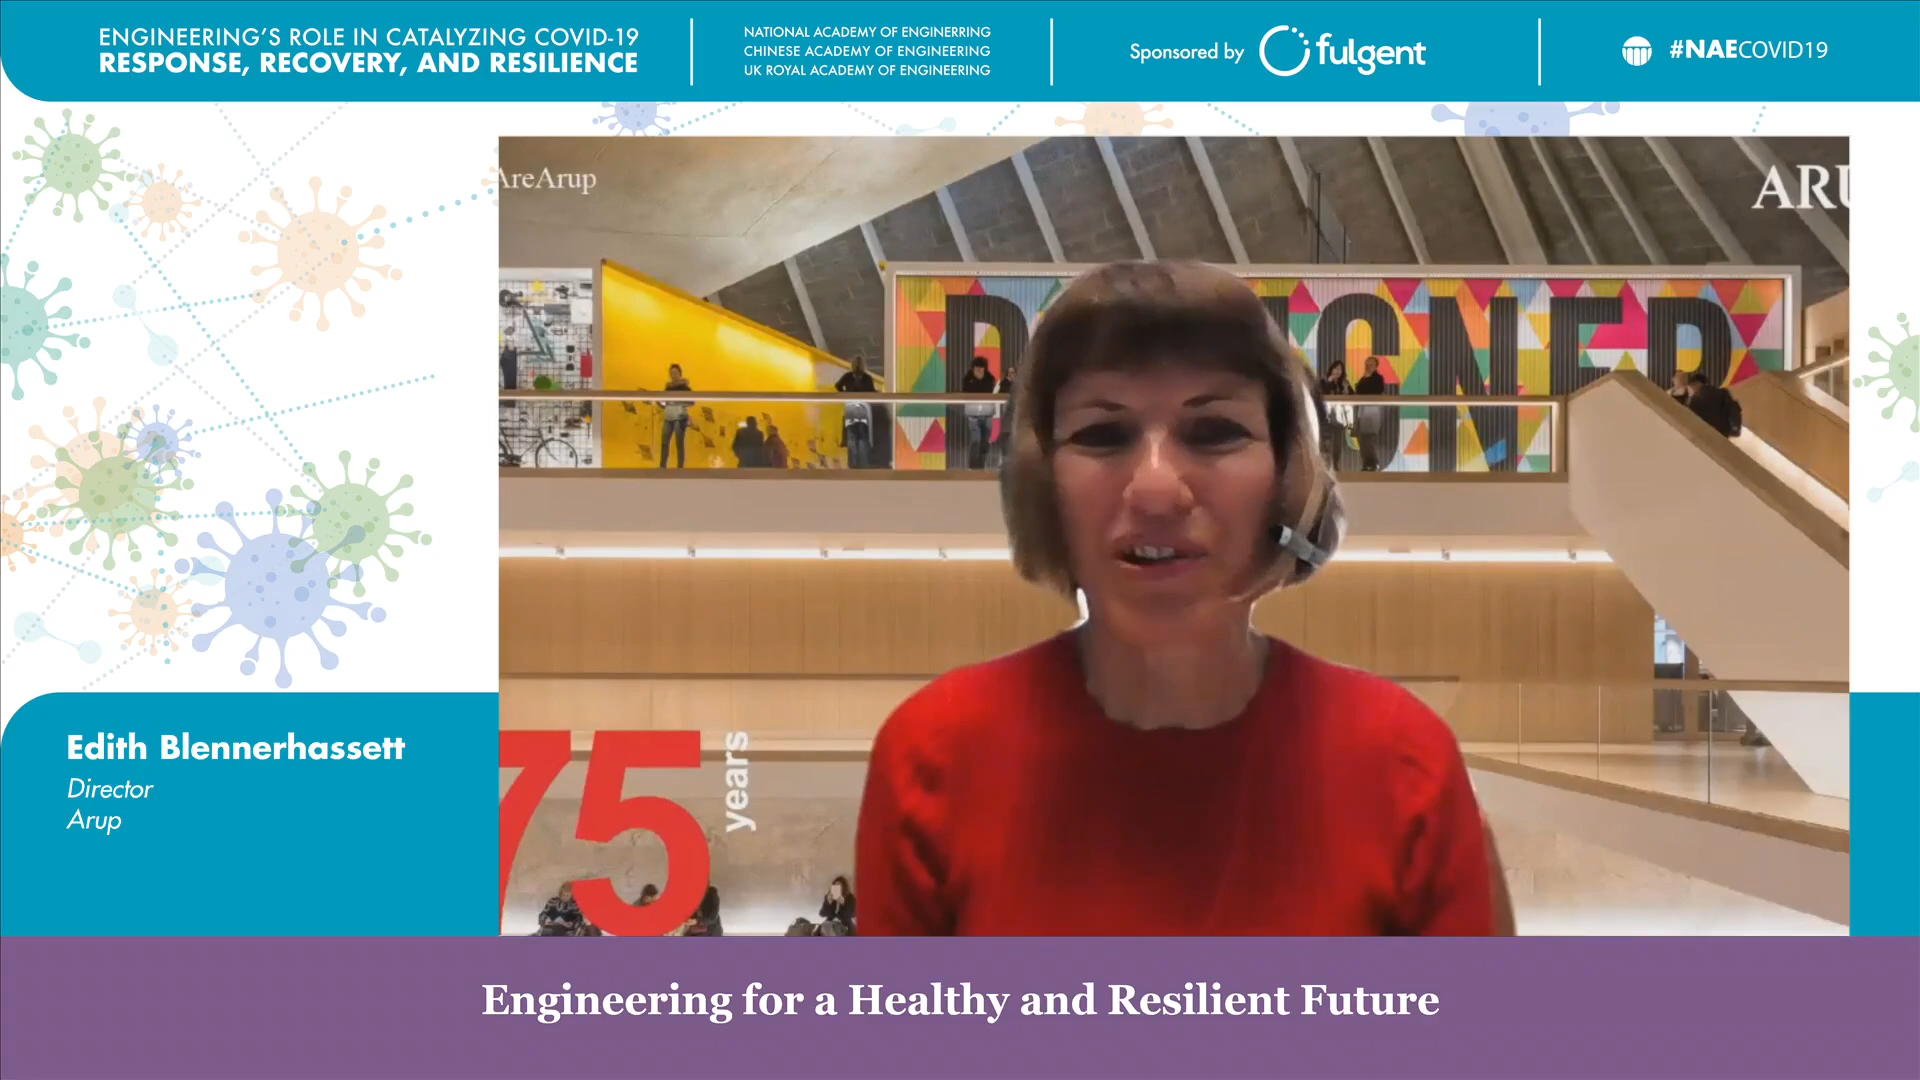 ENGINEERING'S ROLE IN CATALYZING COVID-19
RESPONSE, RECOVERY, AND RESILIENCE
NATIONAL ACADEMY OF ENGINERRING
CHINESE ACADEMY OF ENGINEERING
UK ROYAL ACADEMY OF ENGINEERING
Sponsored by fulgent
#NAECOVID19
AreArup
ARU
DESIGNER
75 years
Edith Blennerhassett
Director
Arup
Engineering for a Healthy and Resilient Future